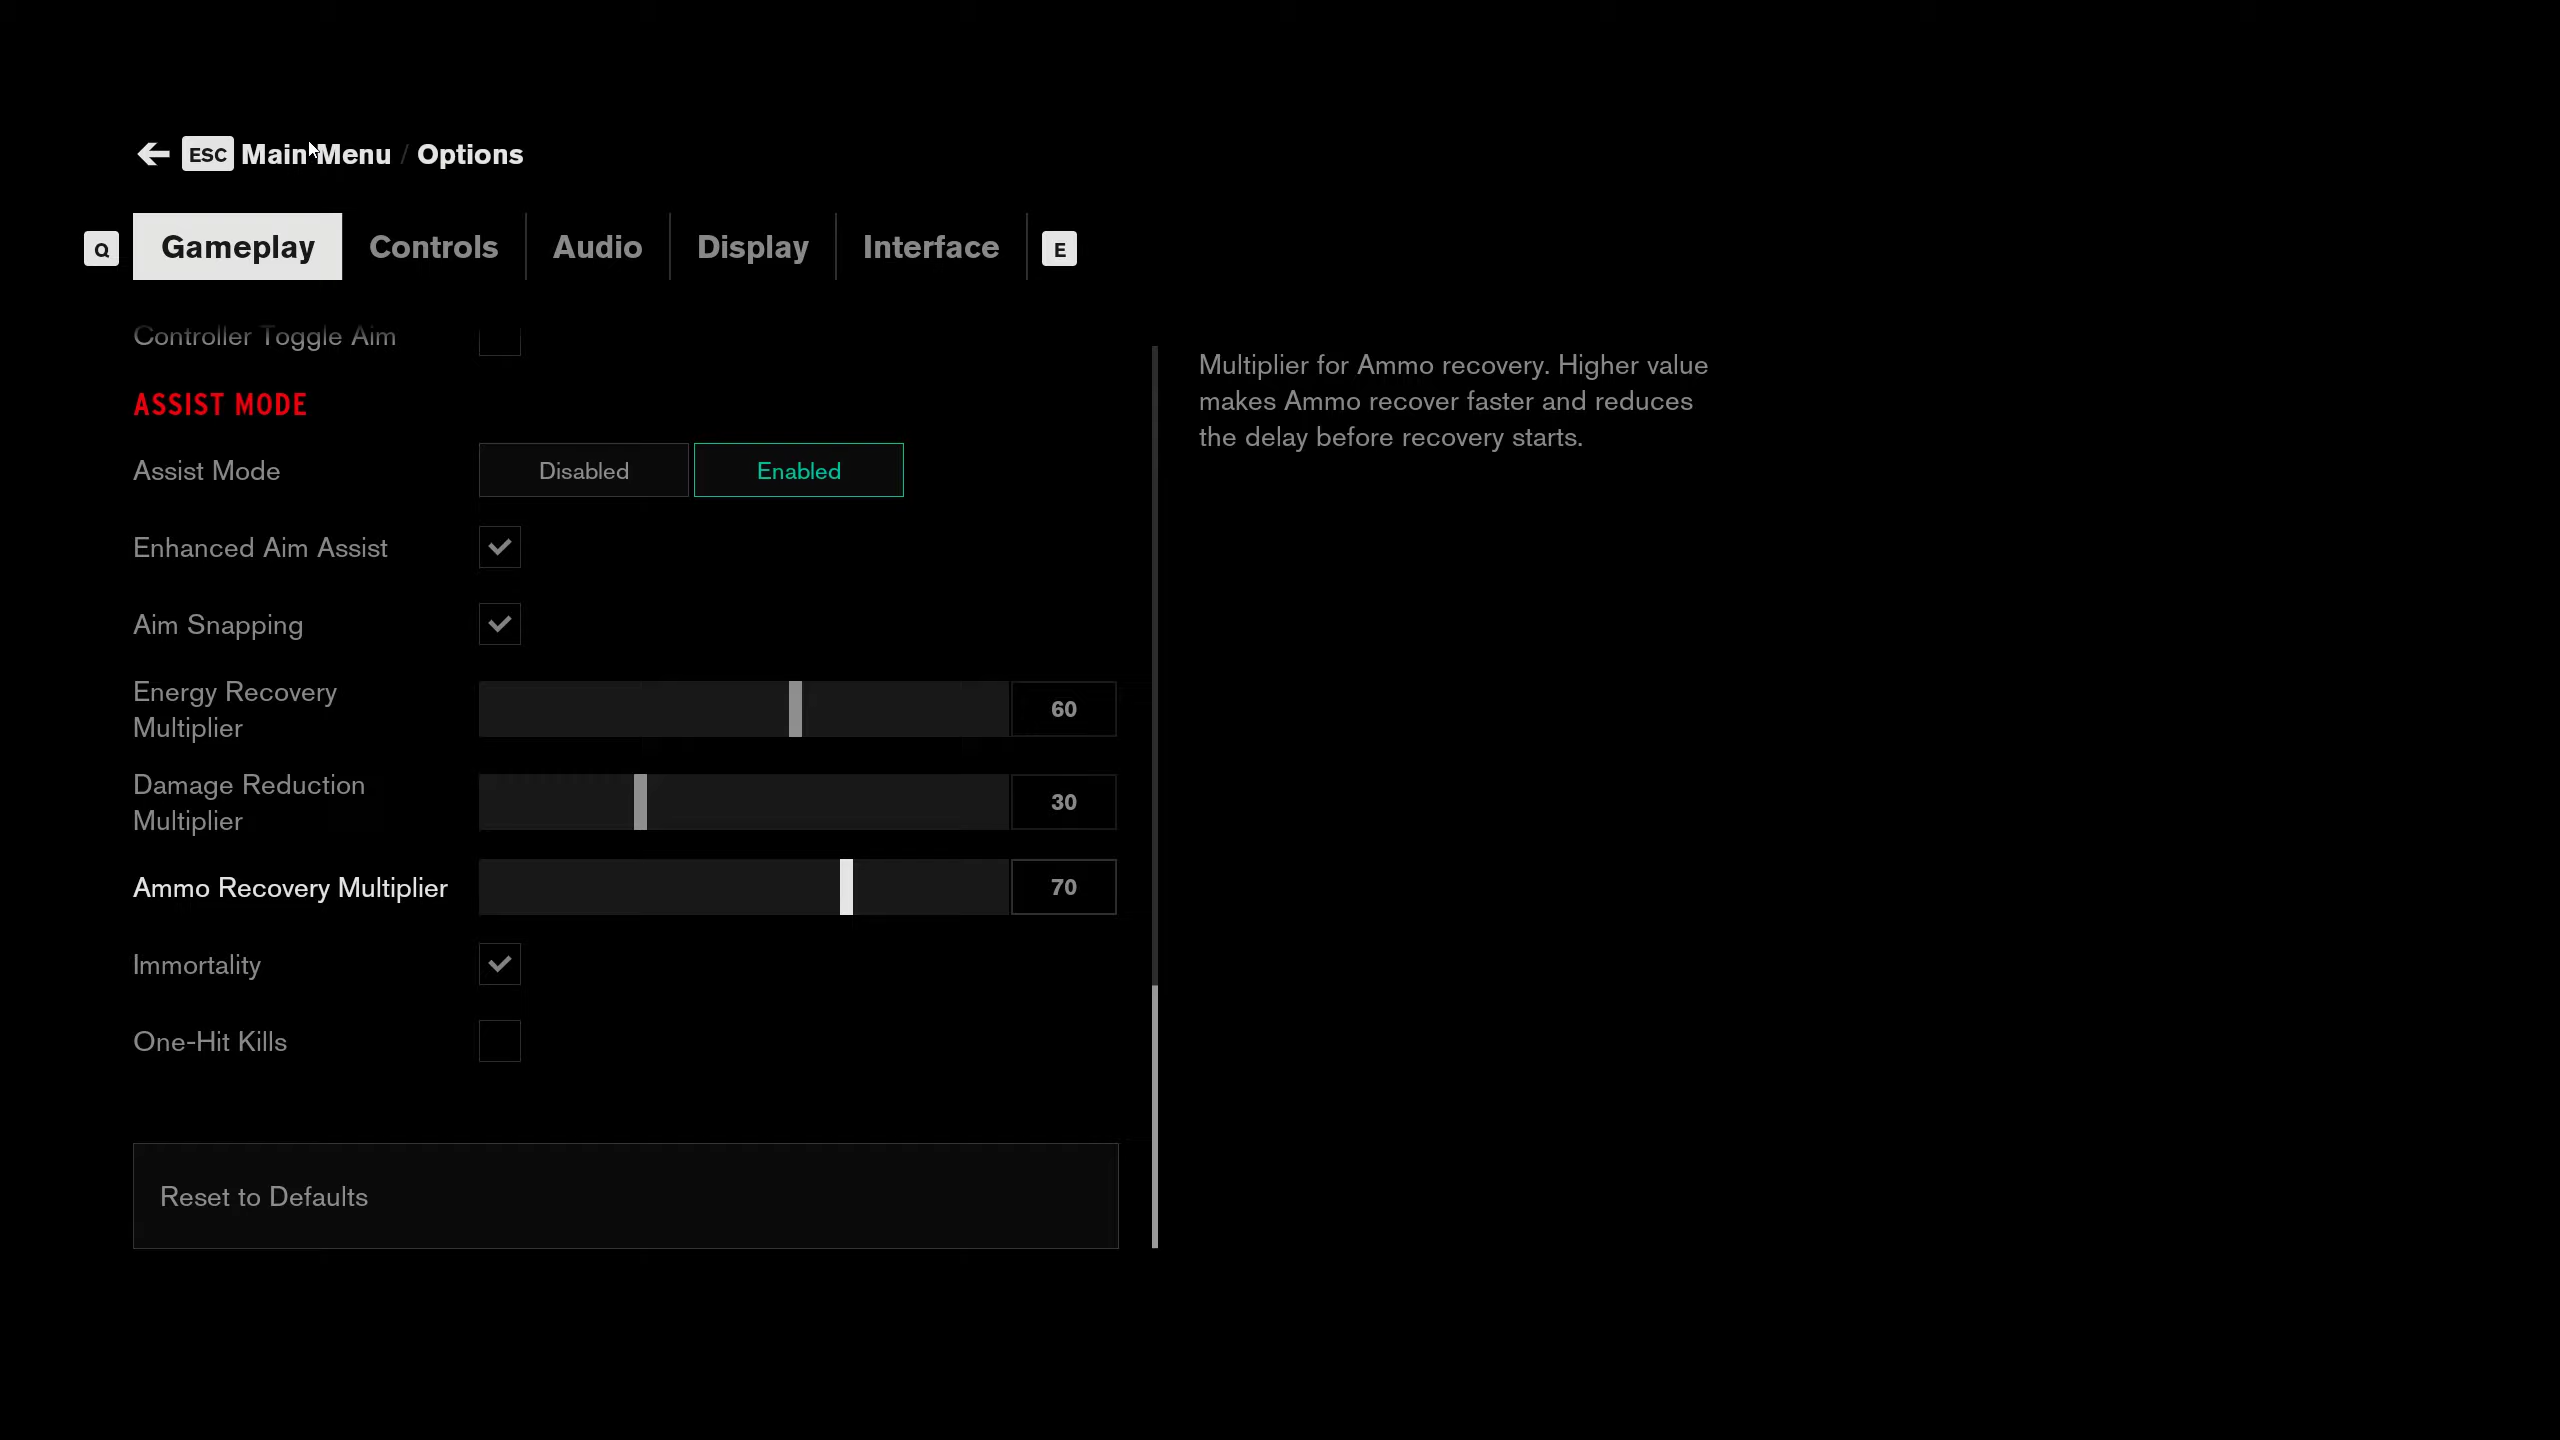 ESC Main Menu / Options
Q Gameplay Controls Audio Display Interface E
Controller Toggle Aim
ASSIST MODE
Assist Mode Disabled Enabled
Enhanced Aim Assist
Aim Snapping
Energy Recovery
Multiplier
60
Damage Reduction
Multiplier
30
Ammo Recovery Multiplier 70
Immortality
One-Hit Kills
Reset to Defaults
Multiplier for Ammo recovery. Higher value
makes Ammo recover faster and reduces
the delay before recovery starts.